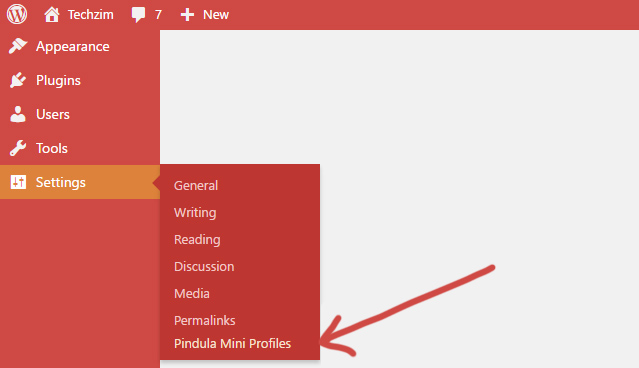 Techzim 7 New
Appearance
Plugins
Users
Tools
Settings
General
Writing
Reading
Discussion
Media
Permalinks
Pindula Mini Profiles